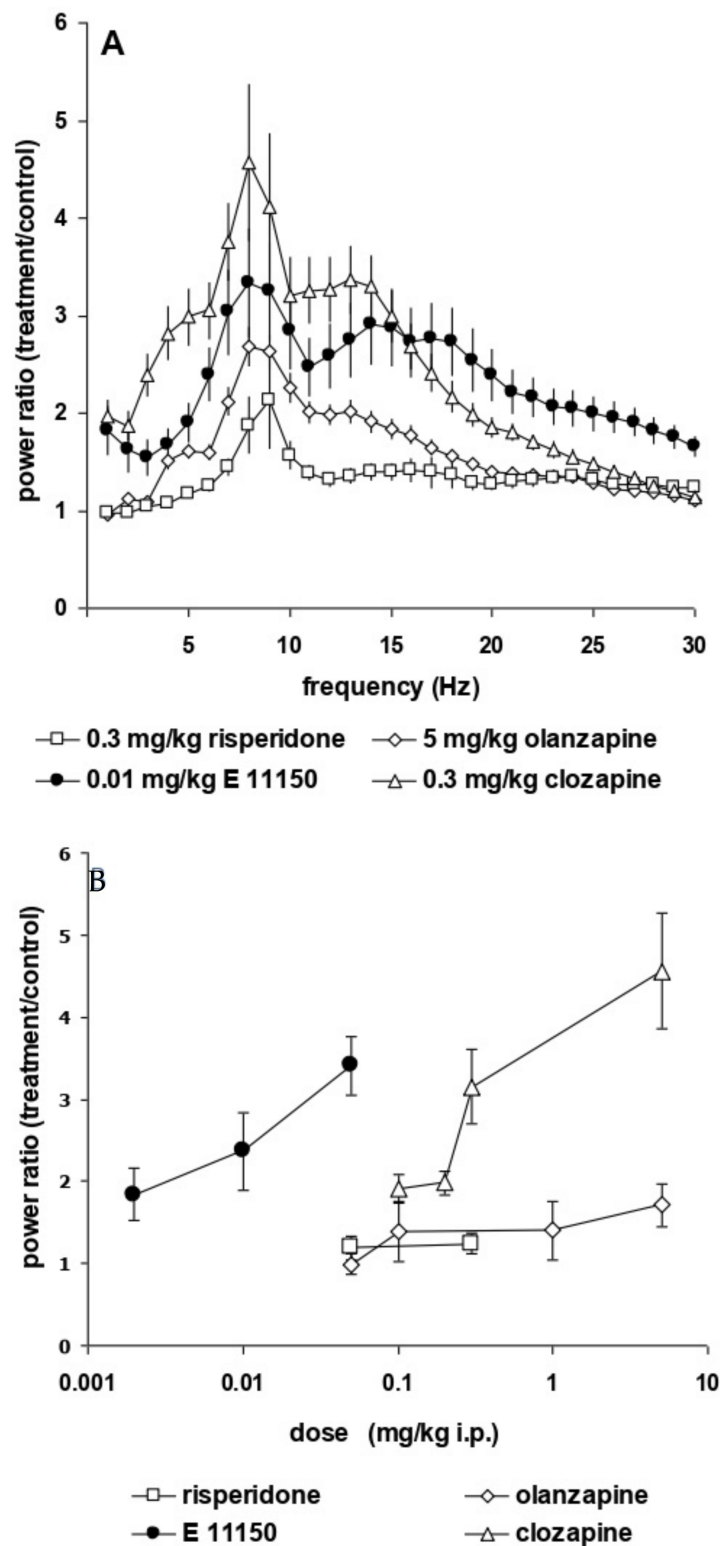 A
6
5
4
3
2
1
0
power ratio (treatment/control)
5 10 15 20 25 30
frequency (Hz)
0.3 mg/kg risperidone 5 mg/kg olanzapine
0.01 mg/kg E 11150 0.3 mg/kg clozapine
B
6
5
4
3
2
1
0
power ratio (treatment/control)
0.001 0.01 0.1 1 10
dose (mg/kg i.p.)
risperidone olanzapine
E 11150 clozapine